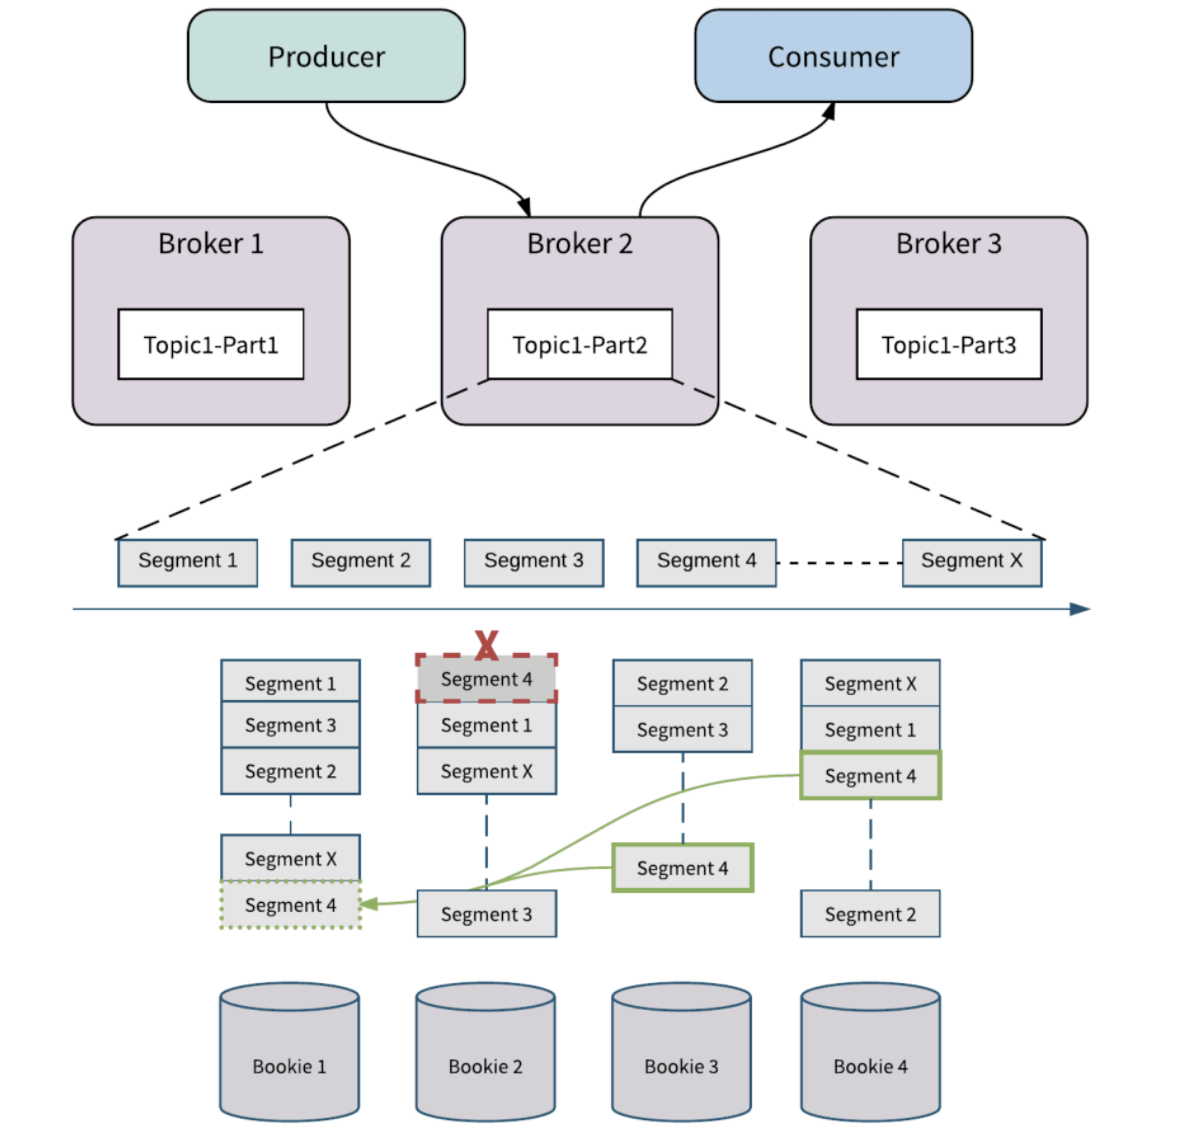 Producer
Consumer
Broker 1
Broker 2
Broker 3
Topic1-Part1
Topic1-Part2
Topic1-Part3
Segment 1
Segment 2
Segment 3
Segment 4
Segment X
X
Segment 1
Segment 3
Segment 2
Segment X
Segment 4
Segment 4
Segment 1
Segment X
Segment 3
Segment 2
Segment 3
Segment 4
Segment X
Segment 1
Segment 4
Segment 2
Bookie 1
Bookie 2
Bookie 3
Bookie 4